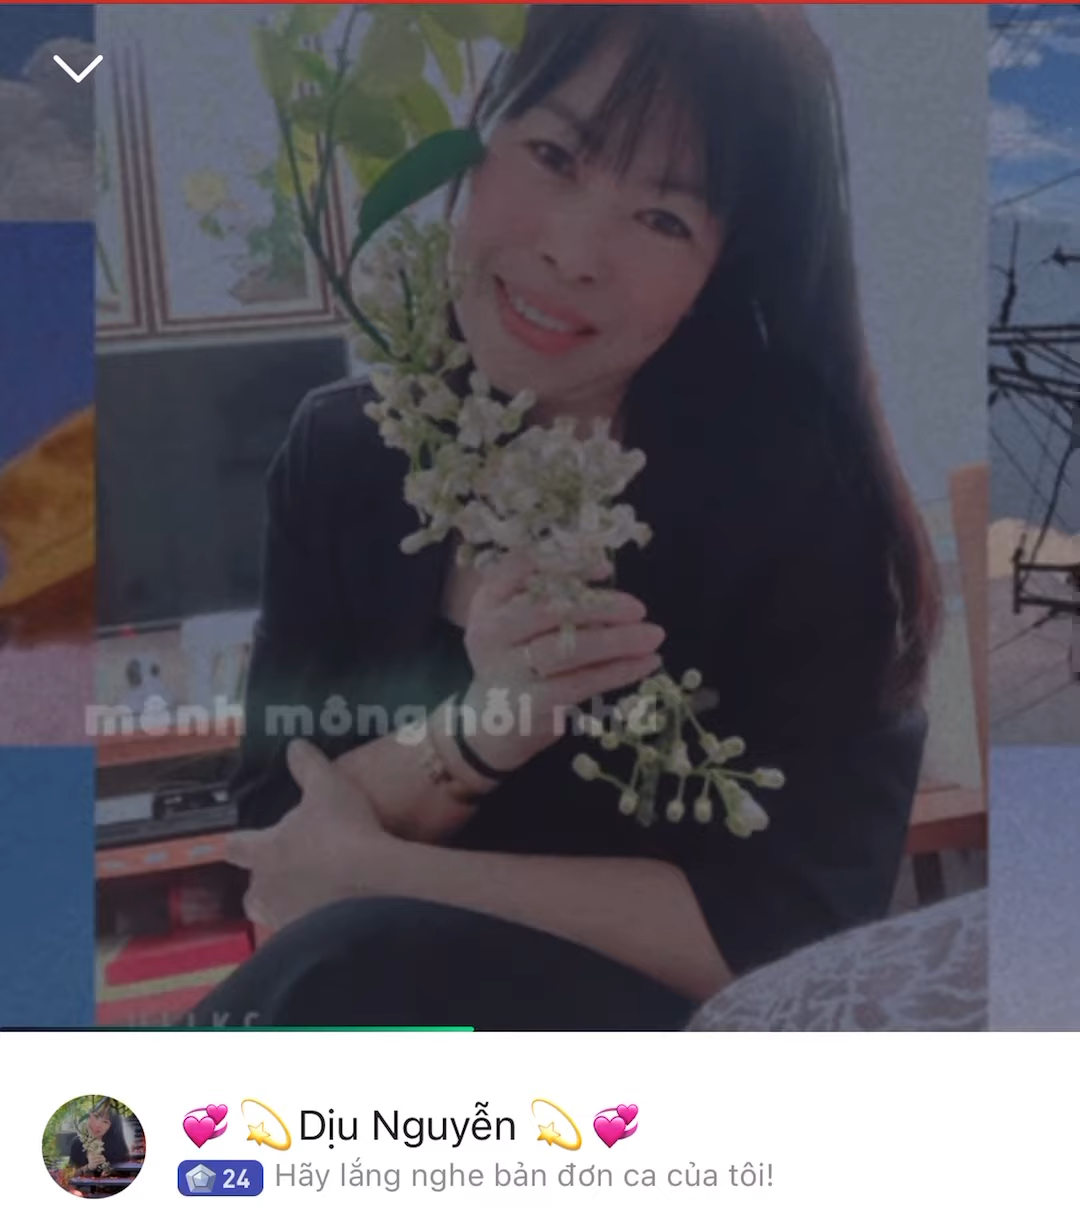 mênh mông nỗi nhớ
💞 💫Dịu Nguyễn 💫 💞
24 Hãy lắng nghe bản đơn ca của tôi!